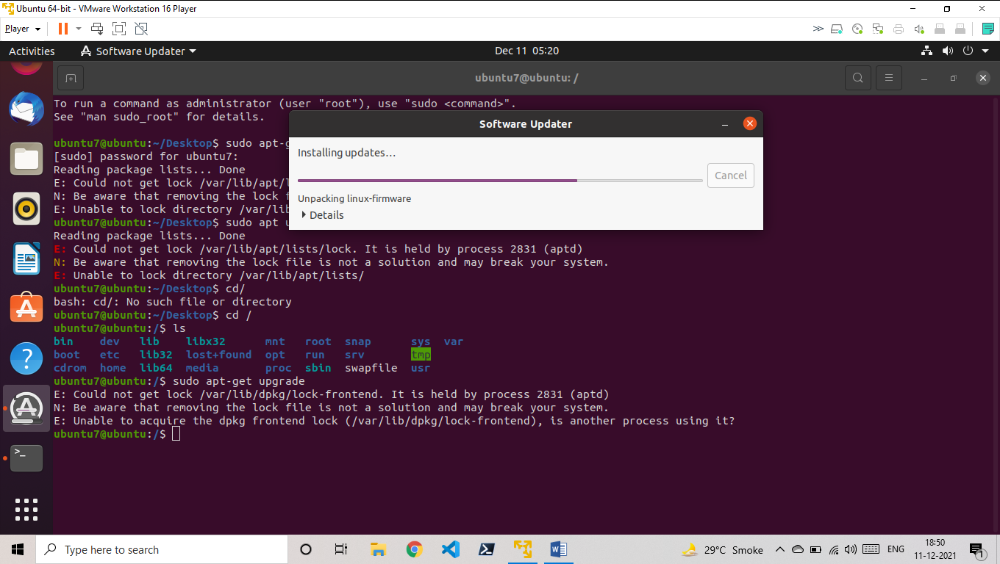 Ubuntu 64-bit - VMware Workstation 16 Player
Player
Activities
Software Updater
Dec 11 05:20
ubuntu7@ubuntu: /
To run a command as administrator (user "root"), use "sudo <command>".
See "man sudo_root" for details.
Software Updater
Installing updates…
Cancel
Unpacking linux-firmware
Details
ubuntu7@ubuntu:~/Desktop$ sudo apt-g
[sudo] password for ubuntu7:
Reading package lists... Done
E: Could not get lock /var/lib/apt/l
N: Be aware that removing the lock f
E: Unable to lock directory /var/lib
ubuntu7@ubuntu:~/Desktop$ sudo apt u
Reading package lists... Done
E: Could not get lock /var/lib/apt/lists/lock. It is held by process 2831 (aptd)
N: Be aware that removing the lock file is not a solution and may break your system.
E: Unable to lock directory /var/lib/apt/lists/
ubuntu7@ubuntu:~/Desktop$ cd/
bash: cd/: No such file or directory
ubuntu7@ubuntu:~/Desktop$ cd /
ubuntu7@ubuntu:/$ ls
bin dev lib libx32 mnt root snap sys var
boot etc lib32 lost+found opt run srv tmp
cdrom home lib64 media proc sbin swapfile usr
ubuntu7@ubuntu:/$ sudo apt-get upgrade
E: Could not get lock /var/lib/dpkg/lock-frontend. It is held by process 2831 (aptd)
N: Be aware that removing the lock file is not a solution and may break your system.
E: Unable to acquire the dpkg frontend lock (/var/lib/dpkg/lock-frontend), is another process using it?
ubuntu7@ubuntu:/$
Type here to search
29°C Smoke
ENG
18:50
11-12-2021
1